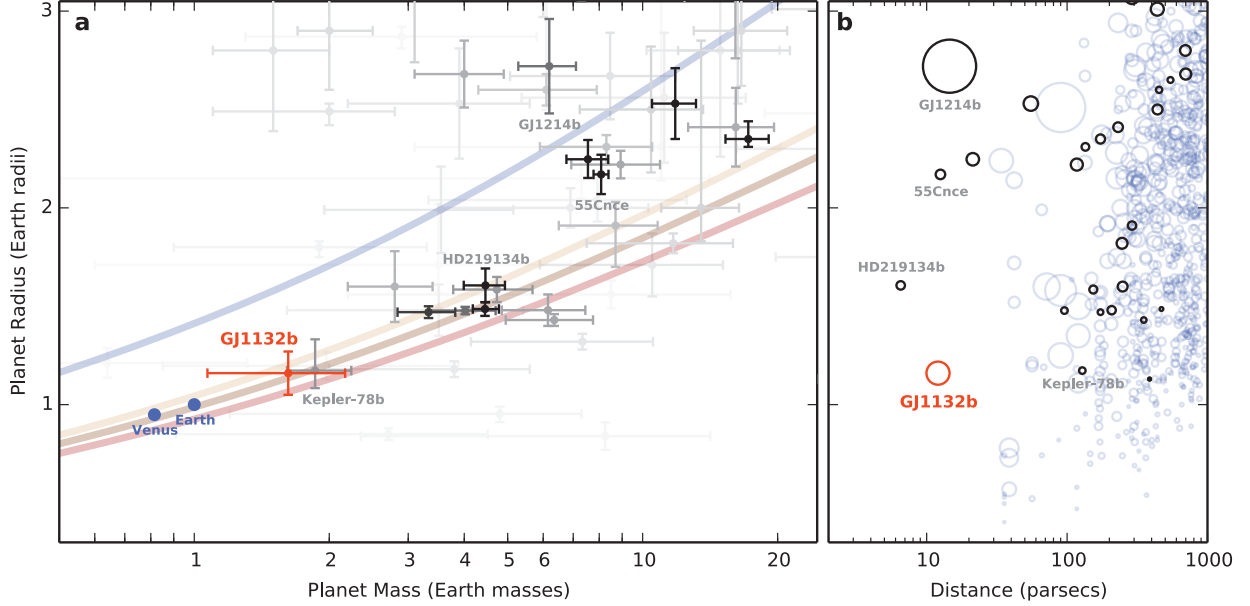 3
2
1
Planet Radius (Earth radii)
a
GJ1214b
55Cnce
HD219134b
GJ1132b
Kepler–78b
Earth
Venus
1 2 3 4 5 6 10 20
Planet Mass (Earth masses)
b
GJ1214b
55Cnce
HD219134b
Kepler–78b
GJ1132b
10 100 1000
Distance (parsecs)